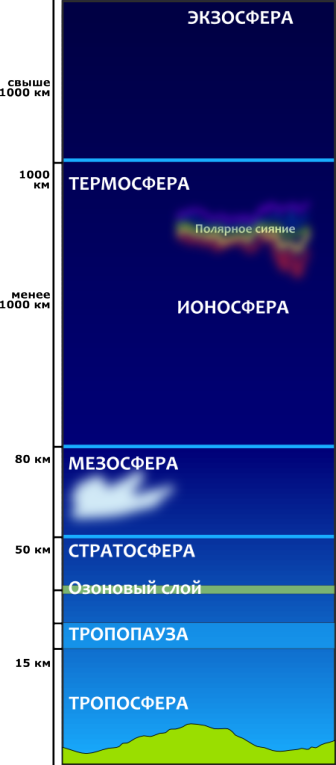 ЭКЗОСФЕРА
свыше
1000 км
1000
км
ТЕРМОСФЕРА
Полярное сияние
менее
1000 км
ИОНОСФЕРА
80 км
МЕЗОСФЕРА
50 км
СТРАТОСФЕРА
Озоновый слой
ТРОПОПАУЗА
15 км
ТРОПОСФЕРА